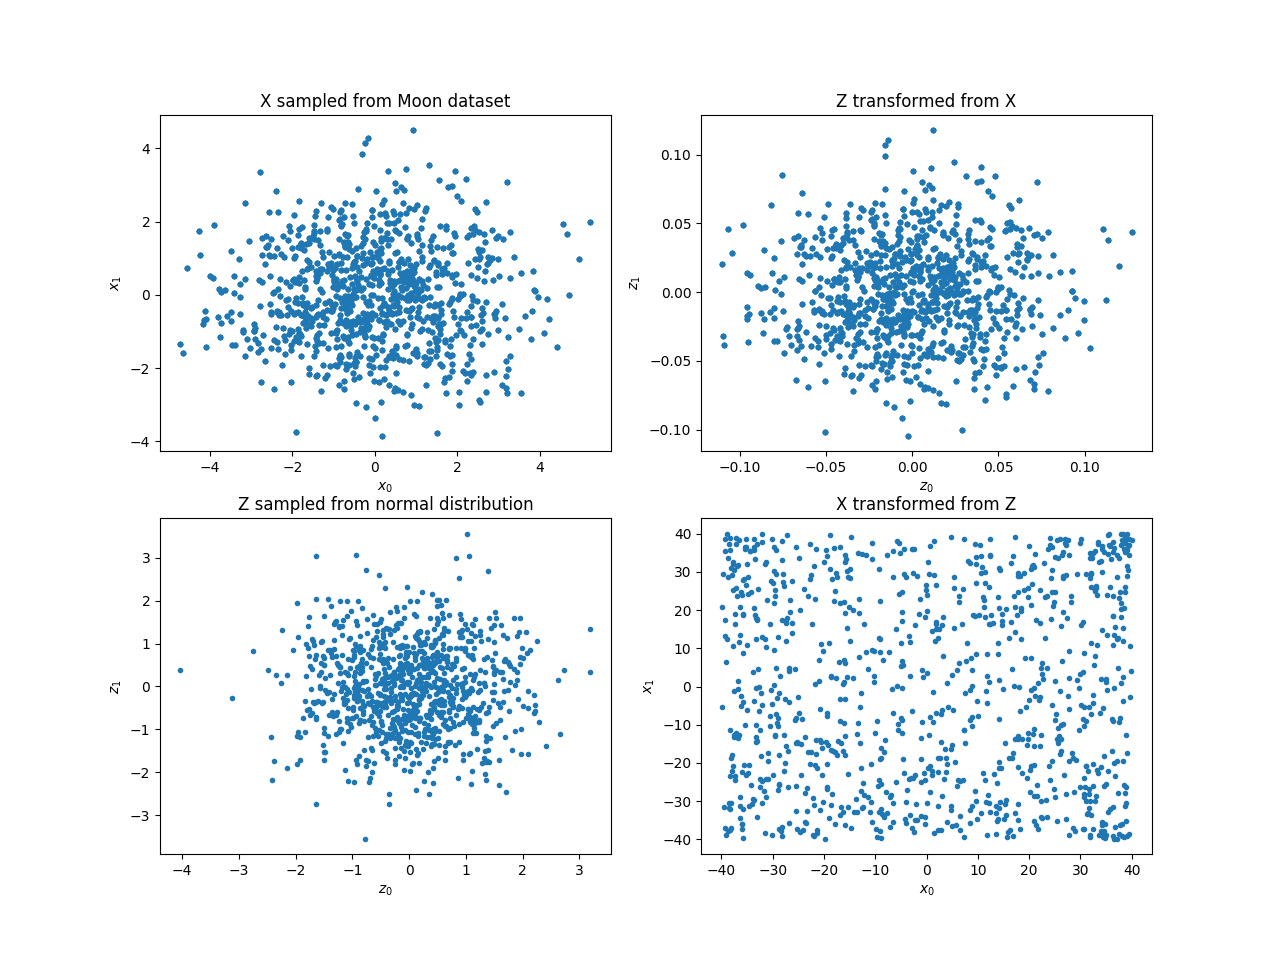 X sampled from Moon dataset
4
2
0
−2
−4
x₁
−4 −2 0 2 4
x₀
Z transformed from X
0.10
0.05
0.00
−0.05
−0.10
z₁
−0.10 −0.05 0.00 0.05 0.10
z₀
Z sampled from normal distribution
3
2
1
0
−1
−2
−3
z₁
−4 −3 −2 −1 0 1 2 3
z₀
X transformed from Z
40
30
20
10
0
−10
−20
−30
−40
x₁
−40 −30 −20 −10 0 10 20 30 40
x₀